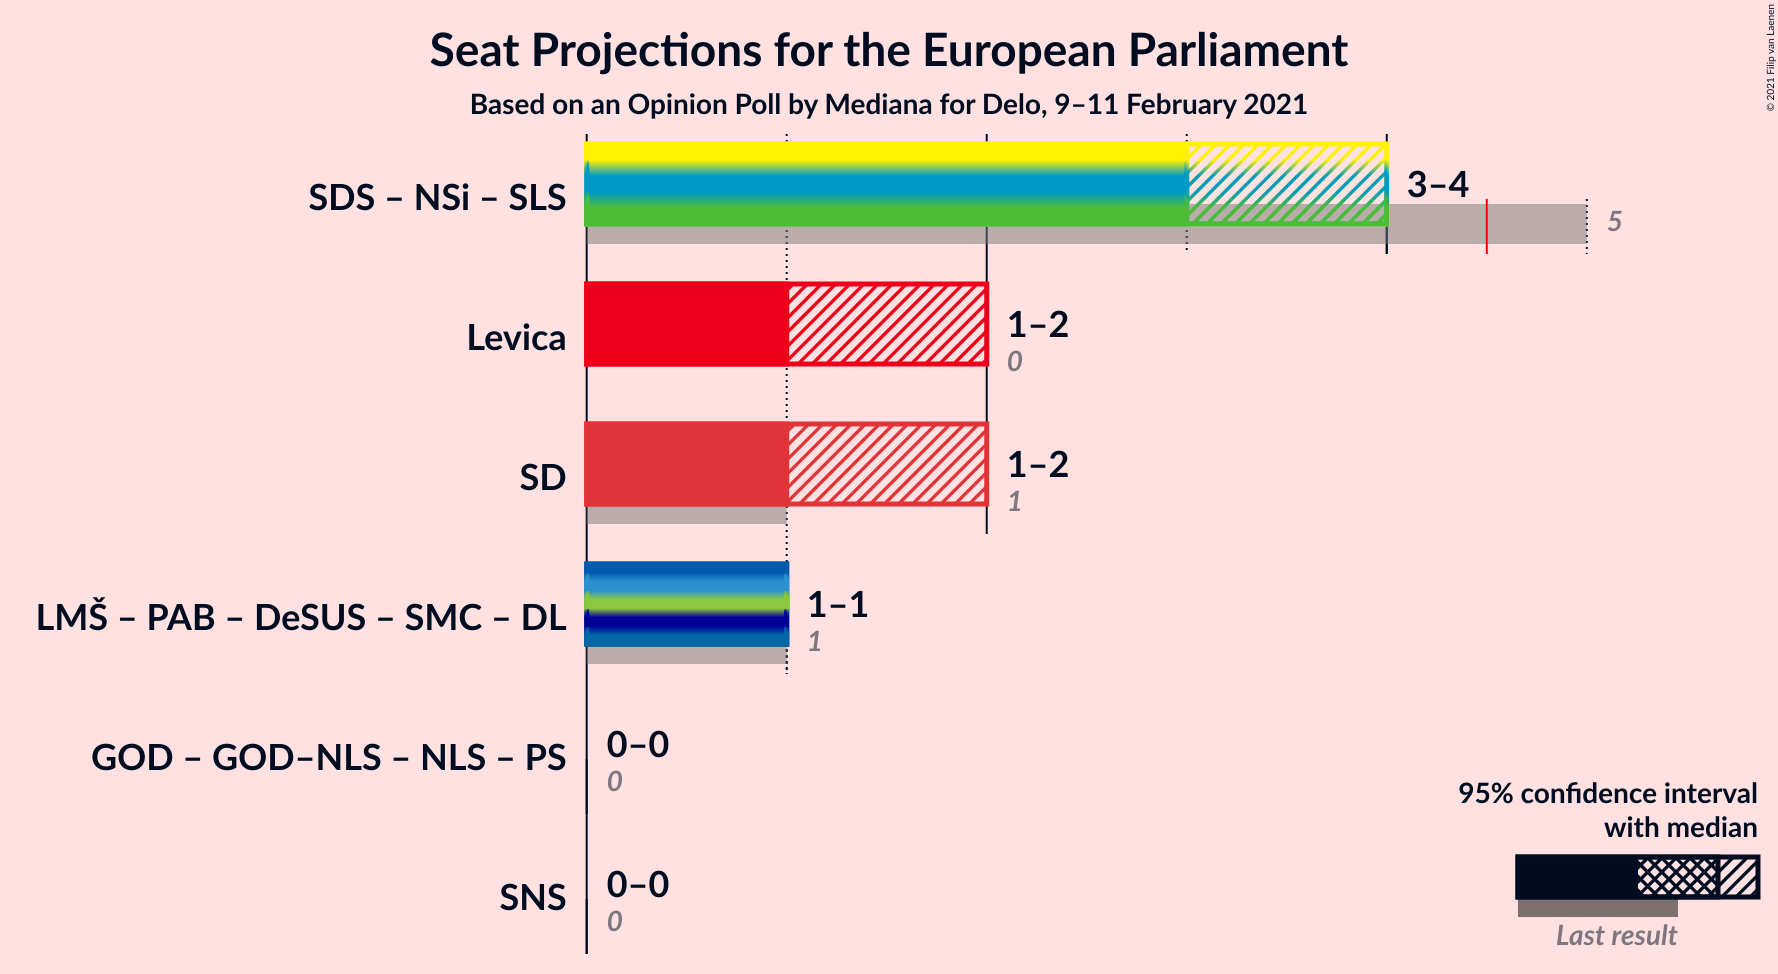 Seat Projections for the European Parliament
Based on an Opinion Poll by Mediana for Delo, 9–11 February 2021
© 2021 Filip van Laenen
SDS – NSi – SLS
3–4
5
Levica
1–2
0
SD
1–2
1
LMŠ – PAB – DeSUS – SMC – DL
1–1
1
GOD – GOD–NLS – NLS – PS
0–0
0
SNS
0–0
0
95% confidence interval
with median
Last result